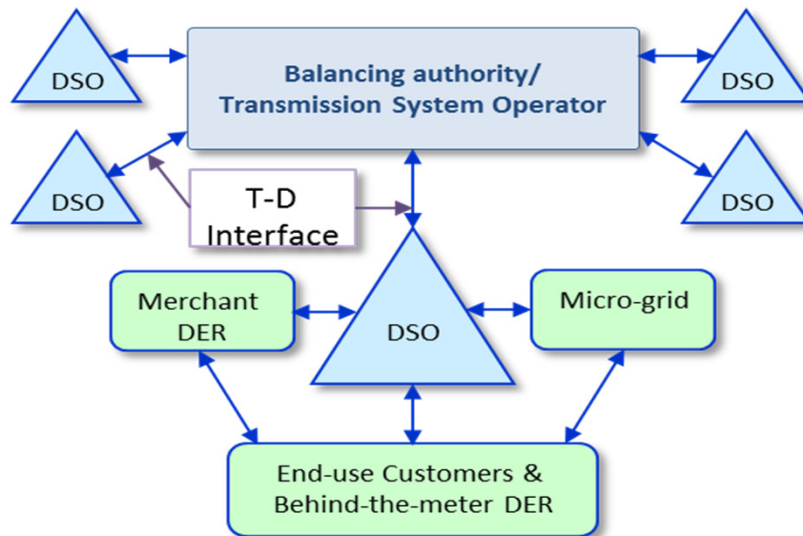 DSO
Balancing authority/
Transmission System Operator
DSO
DSO
T-D
Interface
DSO
Merchant
DER
DSO
Micro-grid
End-use Customers &
Behind-the-meter DER